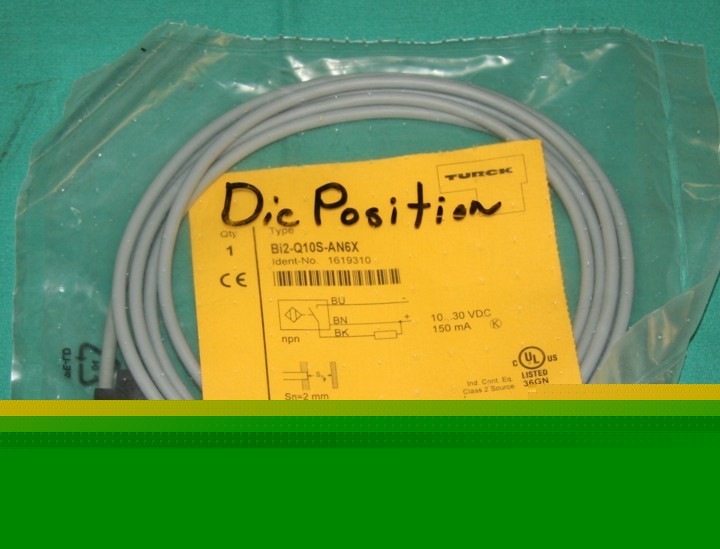 TURCK
Die Position
Qty. Type
1 Bi2-Q10S-AN6X
Ident-No. 1619310
CE
BU -
BN +
BK
npn
10...30 VDC
150 mA K
Sn=2 mm
C UL US
LISTED
36GN
Ind. Cont. Eq.
Class 2 Source